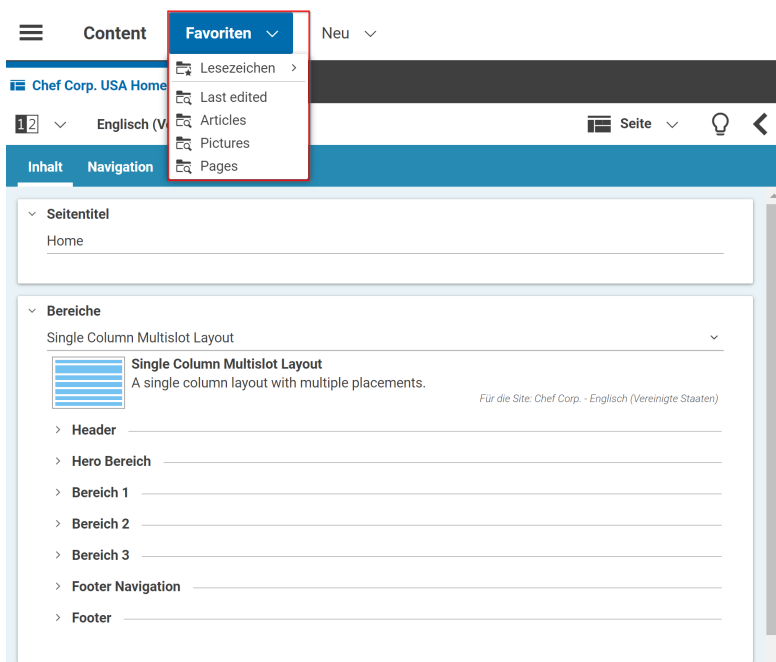 Content Favoriten Neu
Lesezeichen
Chef Corp. USA Home
Last edited
12 Englisch (V Articles Seite
Pictures
Inhalt Navigation Pages
Seitentitel
Home
Bereiche
Single Column Multislot Layout
Single Column Multislot Layout
A single column layout with multiple placements.
Für die Site: Chef Corp. - Englisch (Vereinigte Staaten)
Header
Hero Bereich
Bereich 1
Bereich 2
Bereich 3
Footer Navigation
Footer